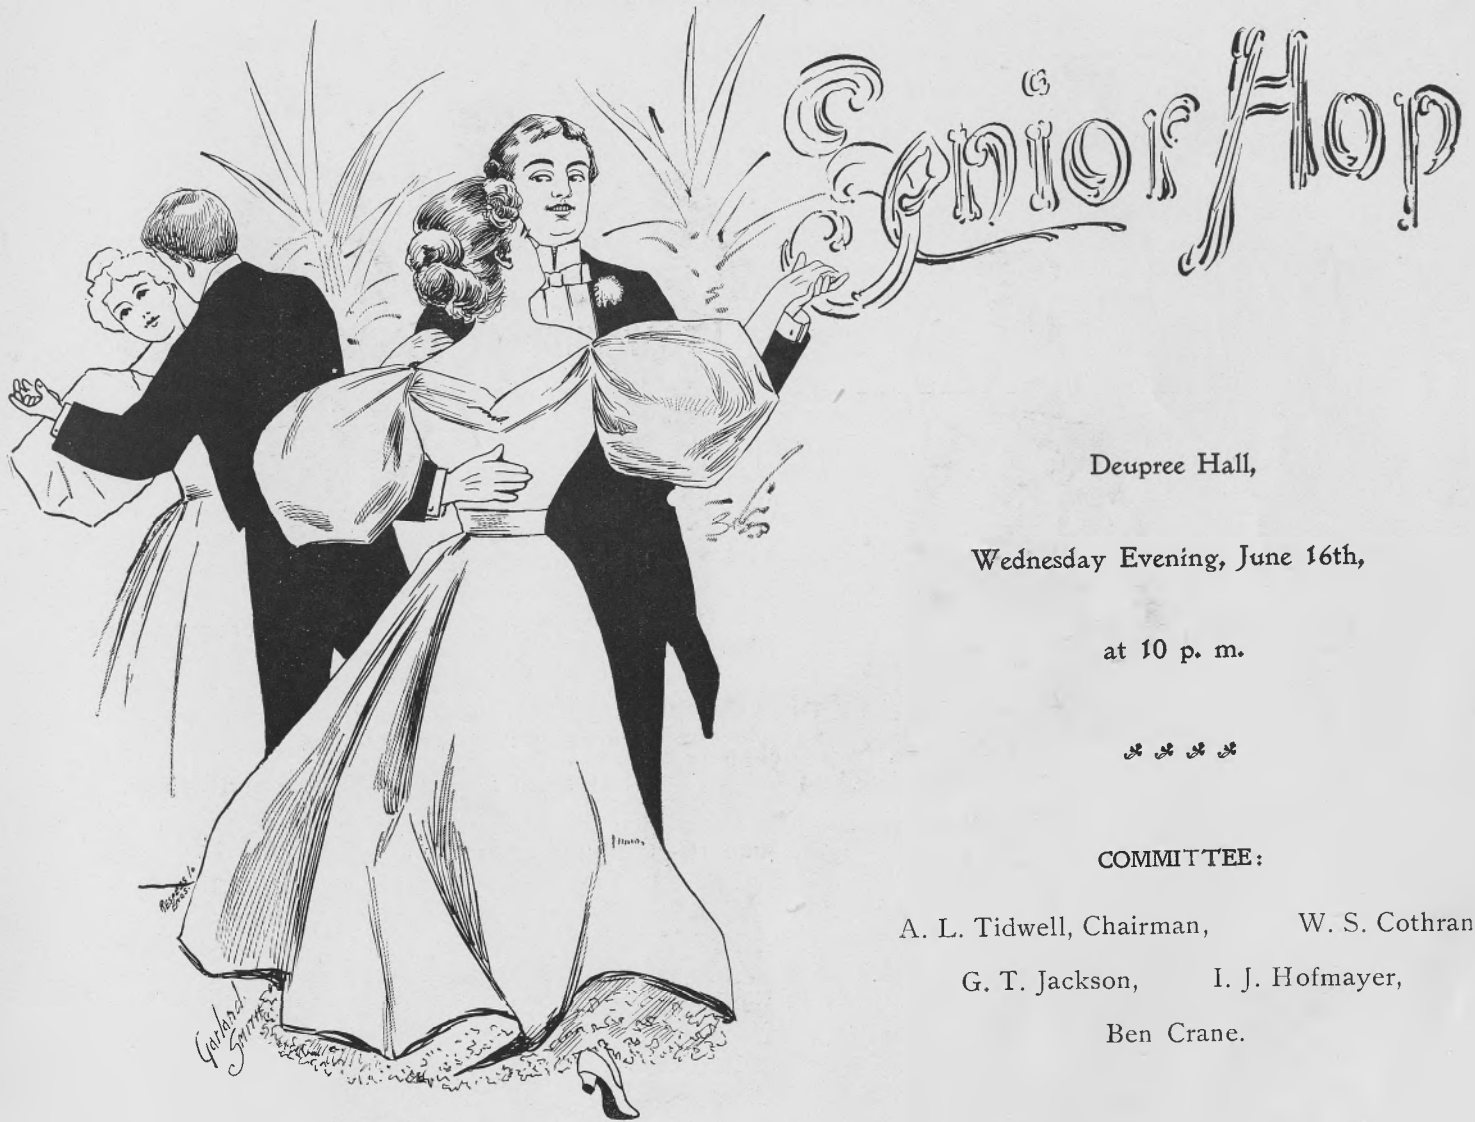 Senior Hop
Deupree Hall,
Wednesday Evening, June 16th,
at 10 p. m.
COMMITTEE:
A. L. Tidwell, Chairman, W. S. Cothran
G. T. Jackson, I. J. Hofmayer,
Ben Crane.
Garland
Smith